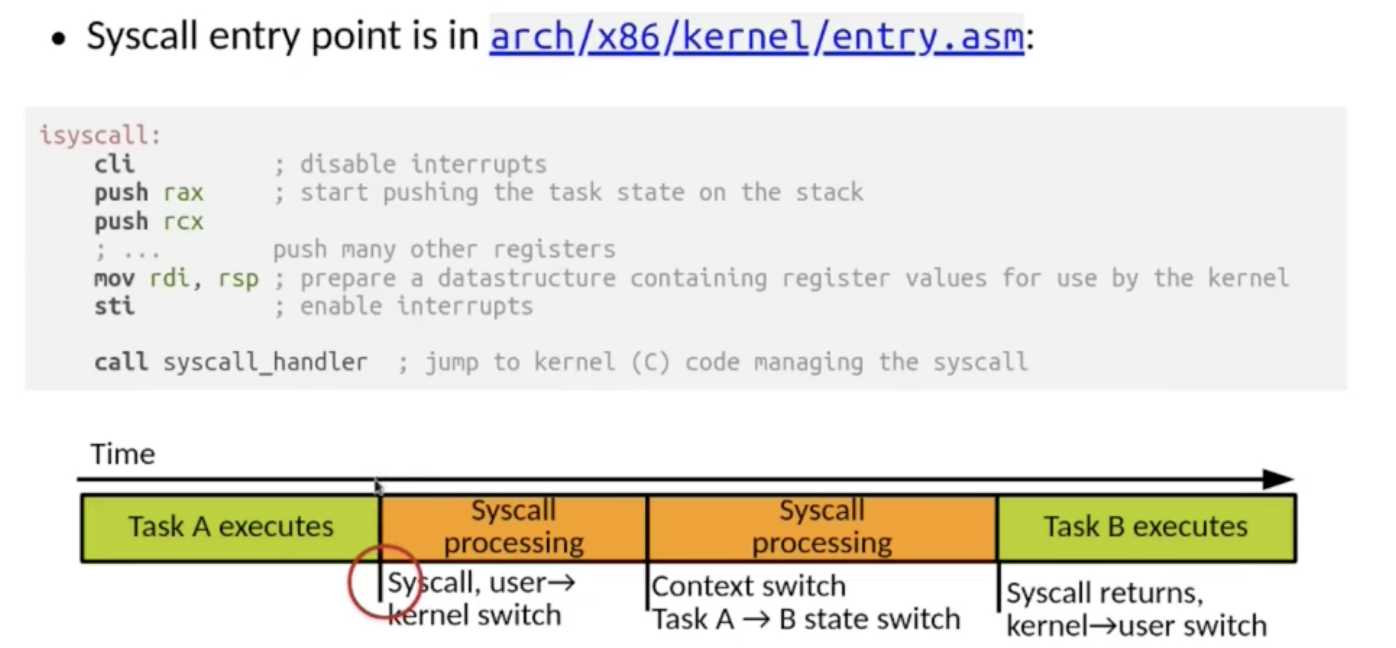 • Syscall entry point is in arch/x86/kernel/entry.asm:
isyscall:
    cli          ; disable interrupts
    push rax     ; start pushing the task state on the stack
    push rcx
    ; ...        push many other registers
    mov rdi, rsp ; prepare a datastructure containing register values for use by the kernel
    sti          ; enable interrupts
    call syscall_handler  ; jump to kernel (C) code managing the syscall
Time
Task A executes
Syscall
processing
Syscall
processing
Task B executes
Syscall, user→
kernel switch
Context switch
Task A → B state switch
Syscall returns,
kernel→user switch